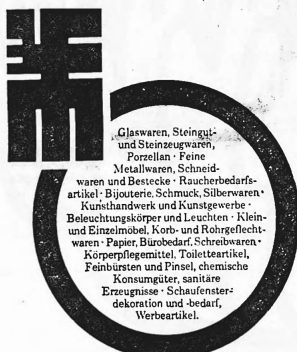 Glaswaren, Steingut-
und Steinzeugwaren,
Porzellan · Feine
Metallwaren, Schneid-
waren und Bestecke · Raucherbedarfs-
artikel · Bijouterie, Schmuck, Silberwaren ·
Kunsthandwerk und Kunstgewerbe ·
Beleuchtungskörper und Leuchten · Klein-
und Einzelmöbel, Korb- und Rohrgeflecht-
waren · Papier, Bürobedarf, Schreibwaren ·
Körperpflegemittel, Toiletteartikel,
Feinbürsten und Pinsel, chemische
Konsumgüter, sanitäre
Erzeugnisse · Schaufenster-
dekoration und -bedarf,
Werbeartikel.